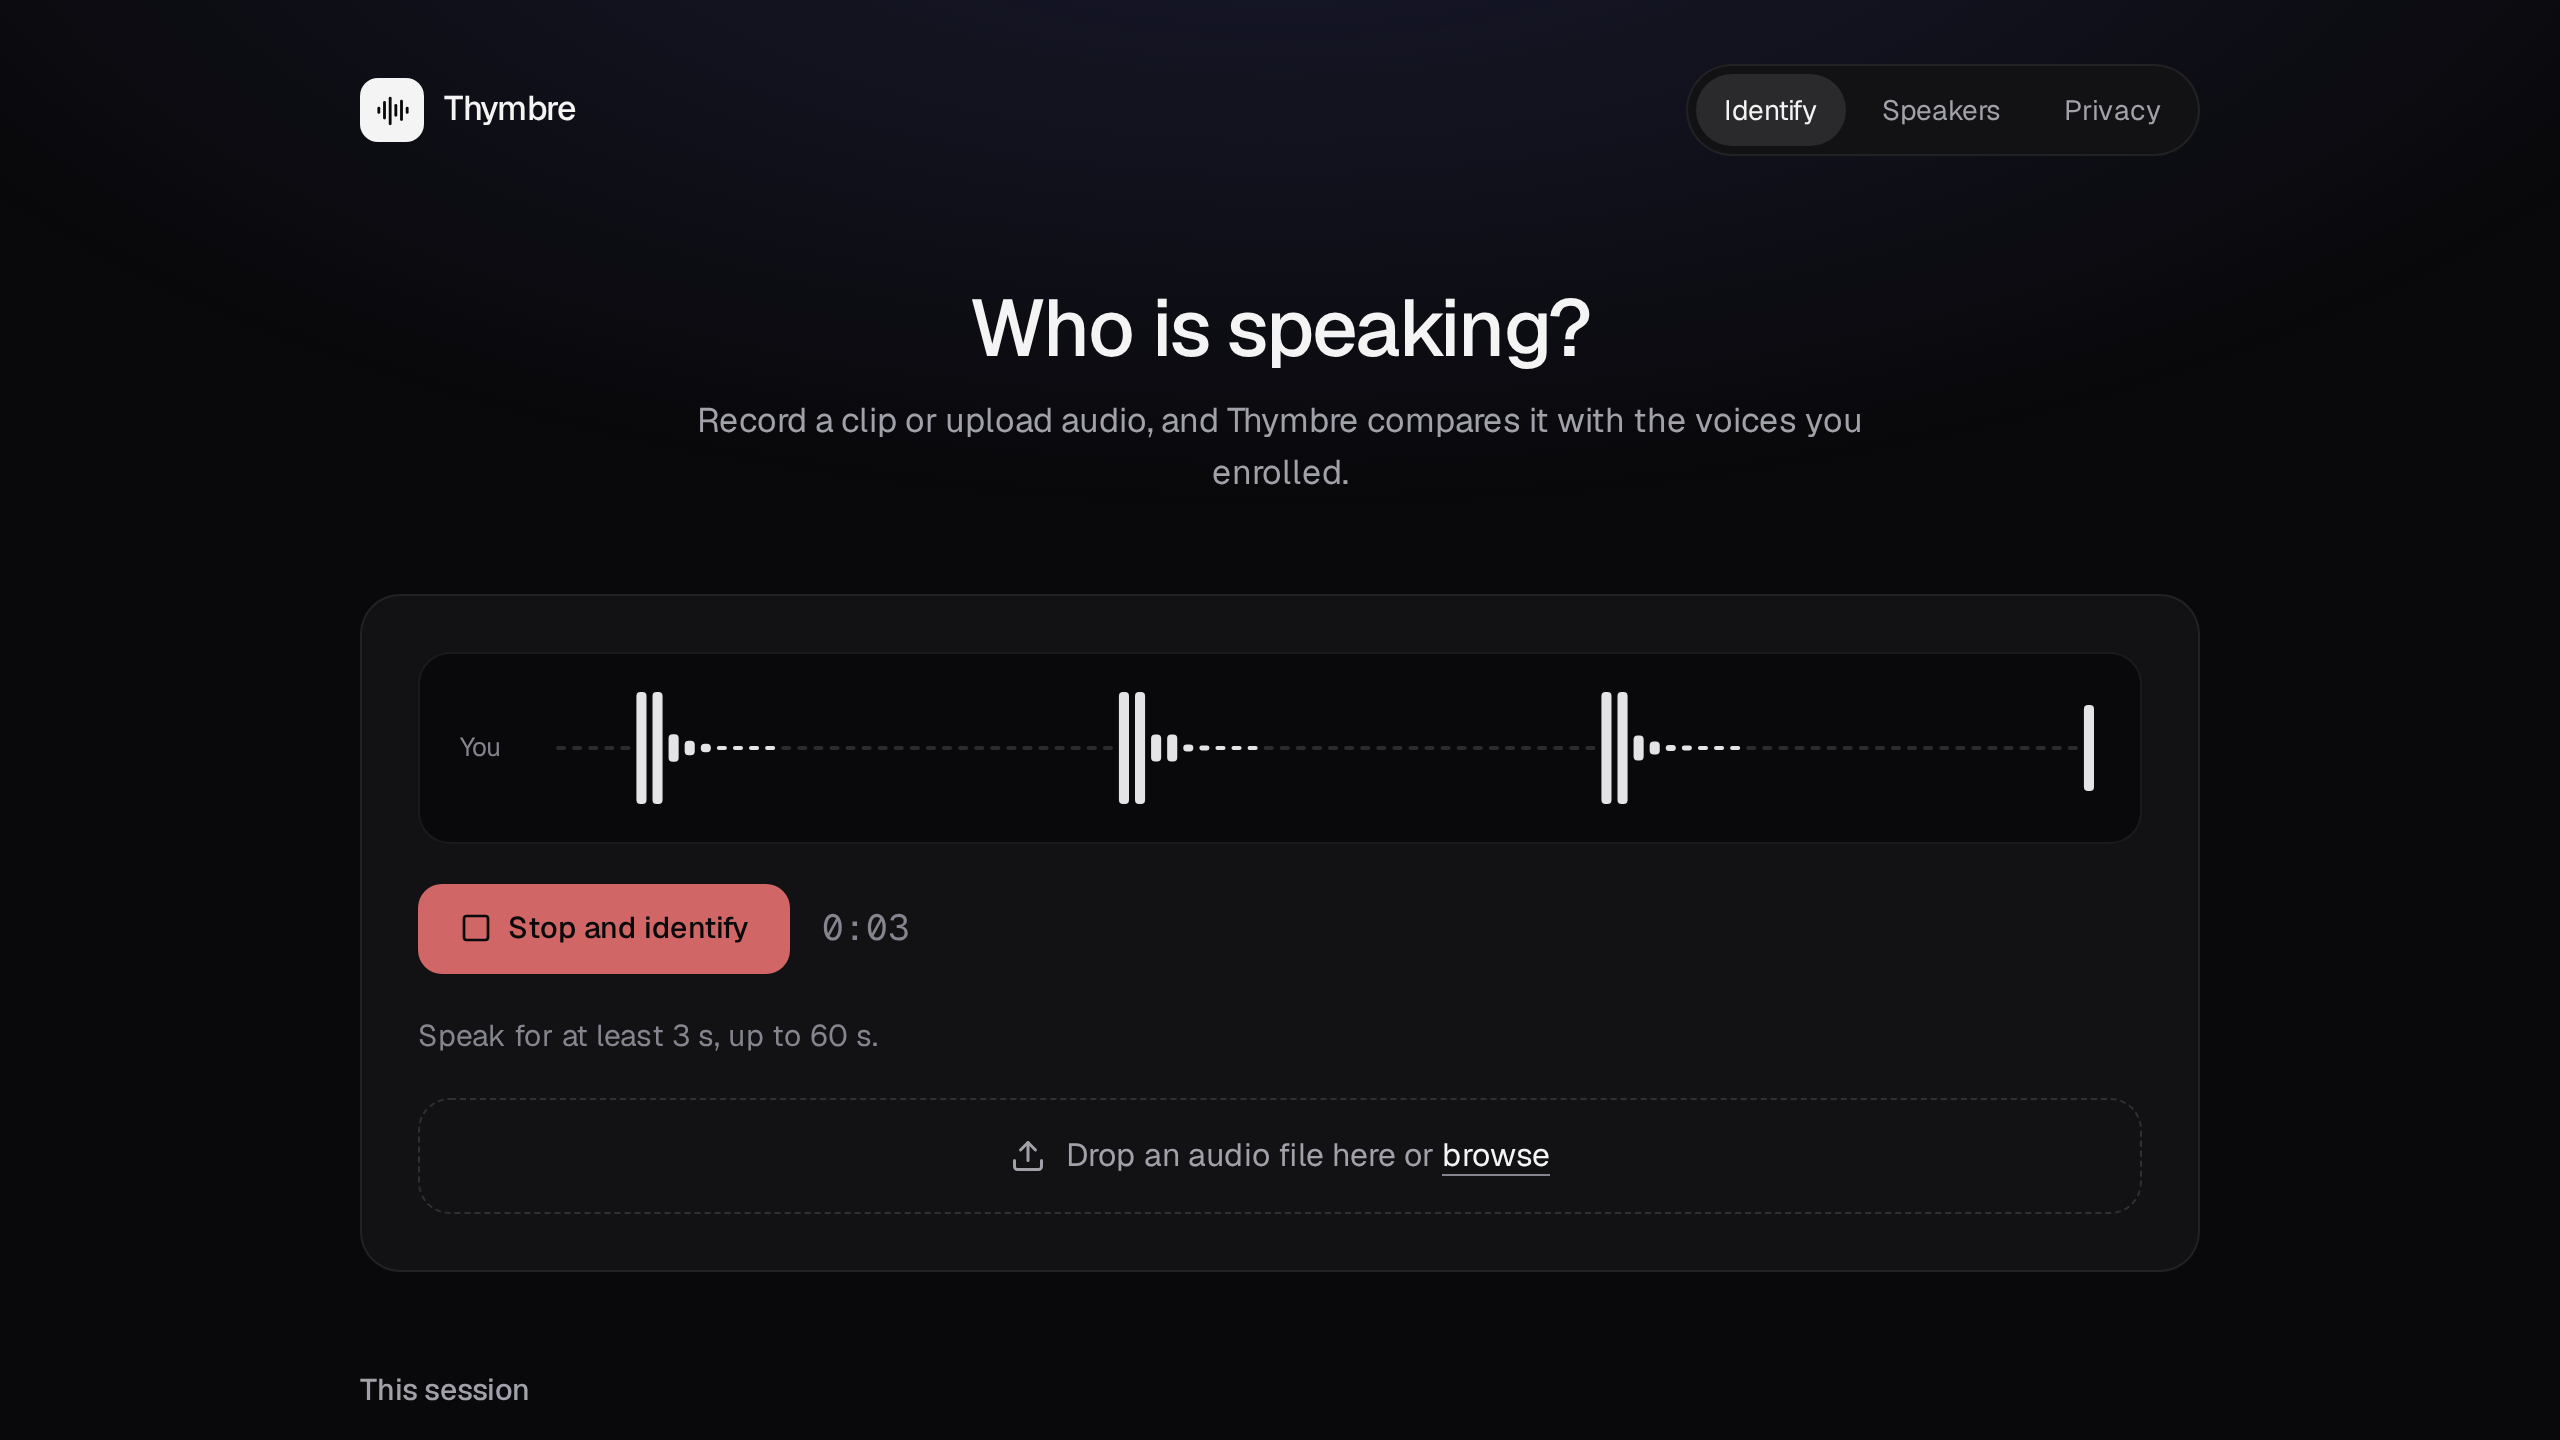 Thymbre
Identify
Speakers
Privacy
Who is speaking?
Record a clip or upload audio, and Thymbre compares it with the voices you
enrolled.
You
Stop and identify
0:03
Speak for at least 3 s, up to 60 s.
Drop an audio file here or browse
This session